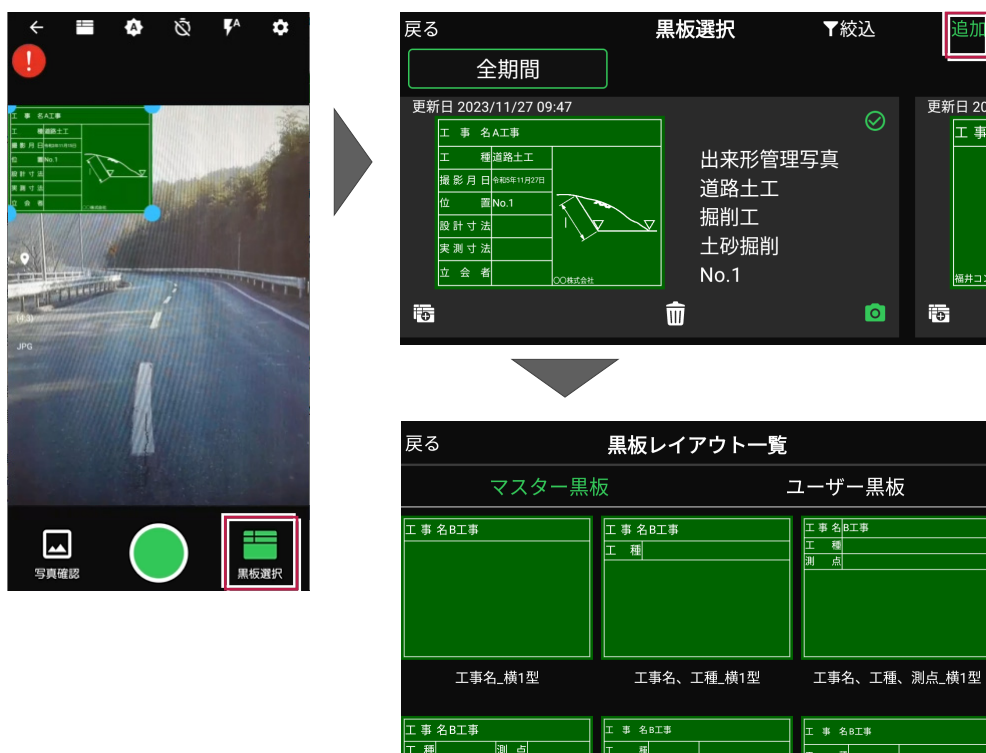 工 事 名A工事
工 種道路土工
撮 影 月 日
位 置No.1
設 計 寸 法
実 測 寸 法
立 会 者
(4:3)
JPG
写真確認
黒板選択
戻る
黒板選択
絞込
追加
全期間
更新日 2023/11/27 09:47
工 事 名A工事
工 種道路土工
撮 影 月 日令和5年11月27日
位 置No.1
設 計 寸 法
実 測 寸 法
立 会 者
〇〇株式会社
出来形管理写真
道路土工
掘削工
土砂掘削
No.1
更新日 20
工 事
福井コン
戻る
黒板レイアウト一覧
マスター黒板
ユーザー黒板
工 事 名B工事
工事名_横1型
工 事 名B工事
工 種
工事名、工種_横1型
工 事 名B工事
工 種
測 点
工事名、工種、測点_横1型
工 事 名B工事
工 種 測 点
工 事 名B工事
工 種
工 事 名B工事
工 種